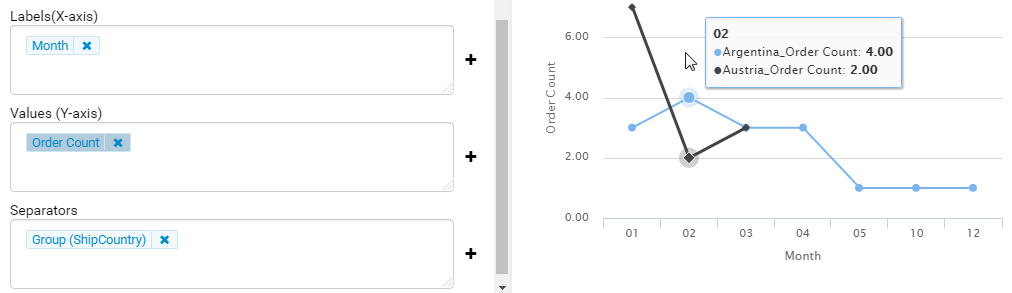 Labels(X-axis)
Month ✖
+
Values (Y-axis)
Order Count ✖
+
Separators
Group (ShipCountry) ✖
+
6.00
4.00
2.00
0.00
Order Count
02
Argentina_Order Count: 4.00
Austria_Order Count: 2.00
01 02 03 04 05 10 12
Month